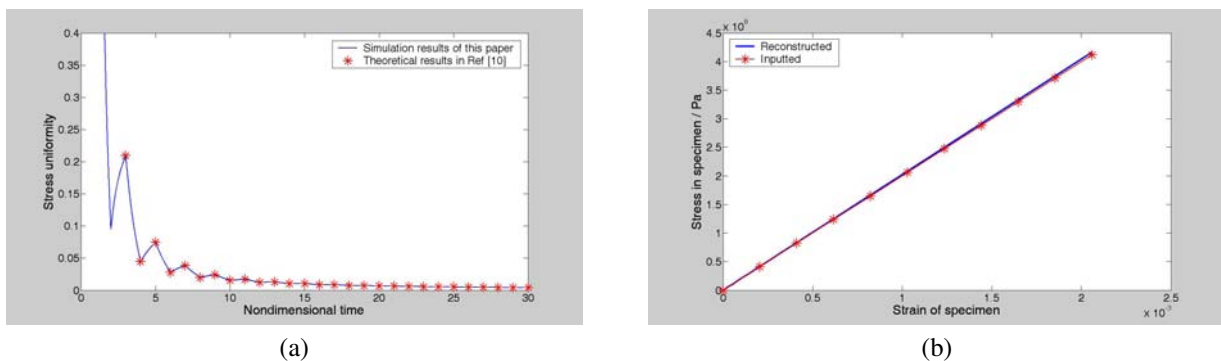 0.4
0.35
0.3
0.25
0.2
0.15
0.1
0.05
0
Stress uniformity
Simulation results of this paper
Theoretical results in Ref [10]
0 5 10 15 20 25 30
Nondimensional time
(a)
x 10⁸
4.5
4
3.5
3
2.5
2
1.5
1
0.5
0
Stress in specimen / Pa
Reconstructed
Inputted
0 0.5 1 1.5 2 2.5
x 10⁻³
Strain of specimen
(b)